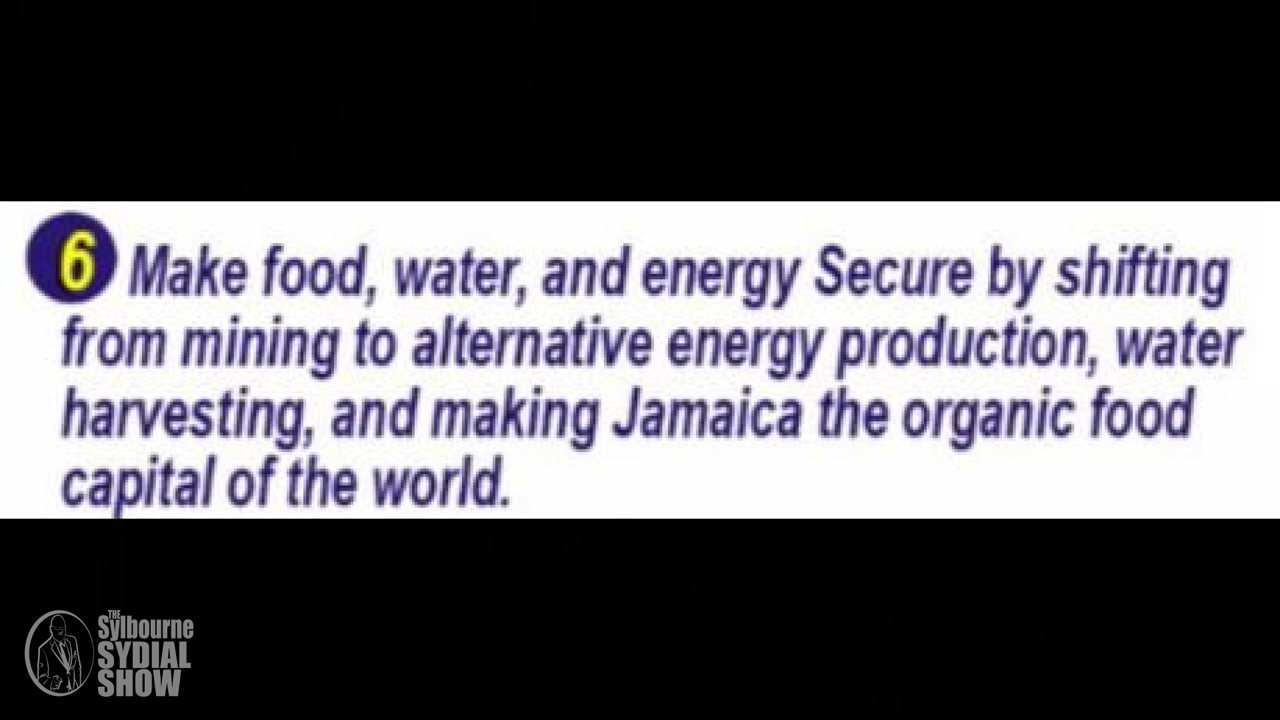 6 Make food, water, and energy Secure by shifting
from mining to alternative energy production, water
harvesting, and making Jamaica the organic food
capital of the world.
THE
Sylbourne
SYDIAL
SHOW